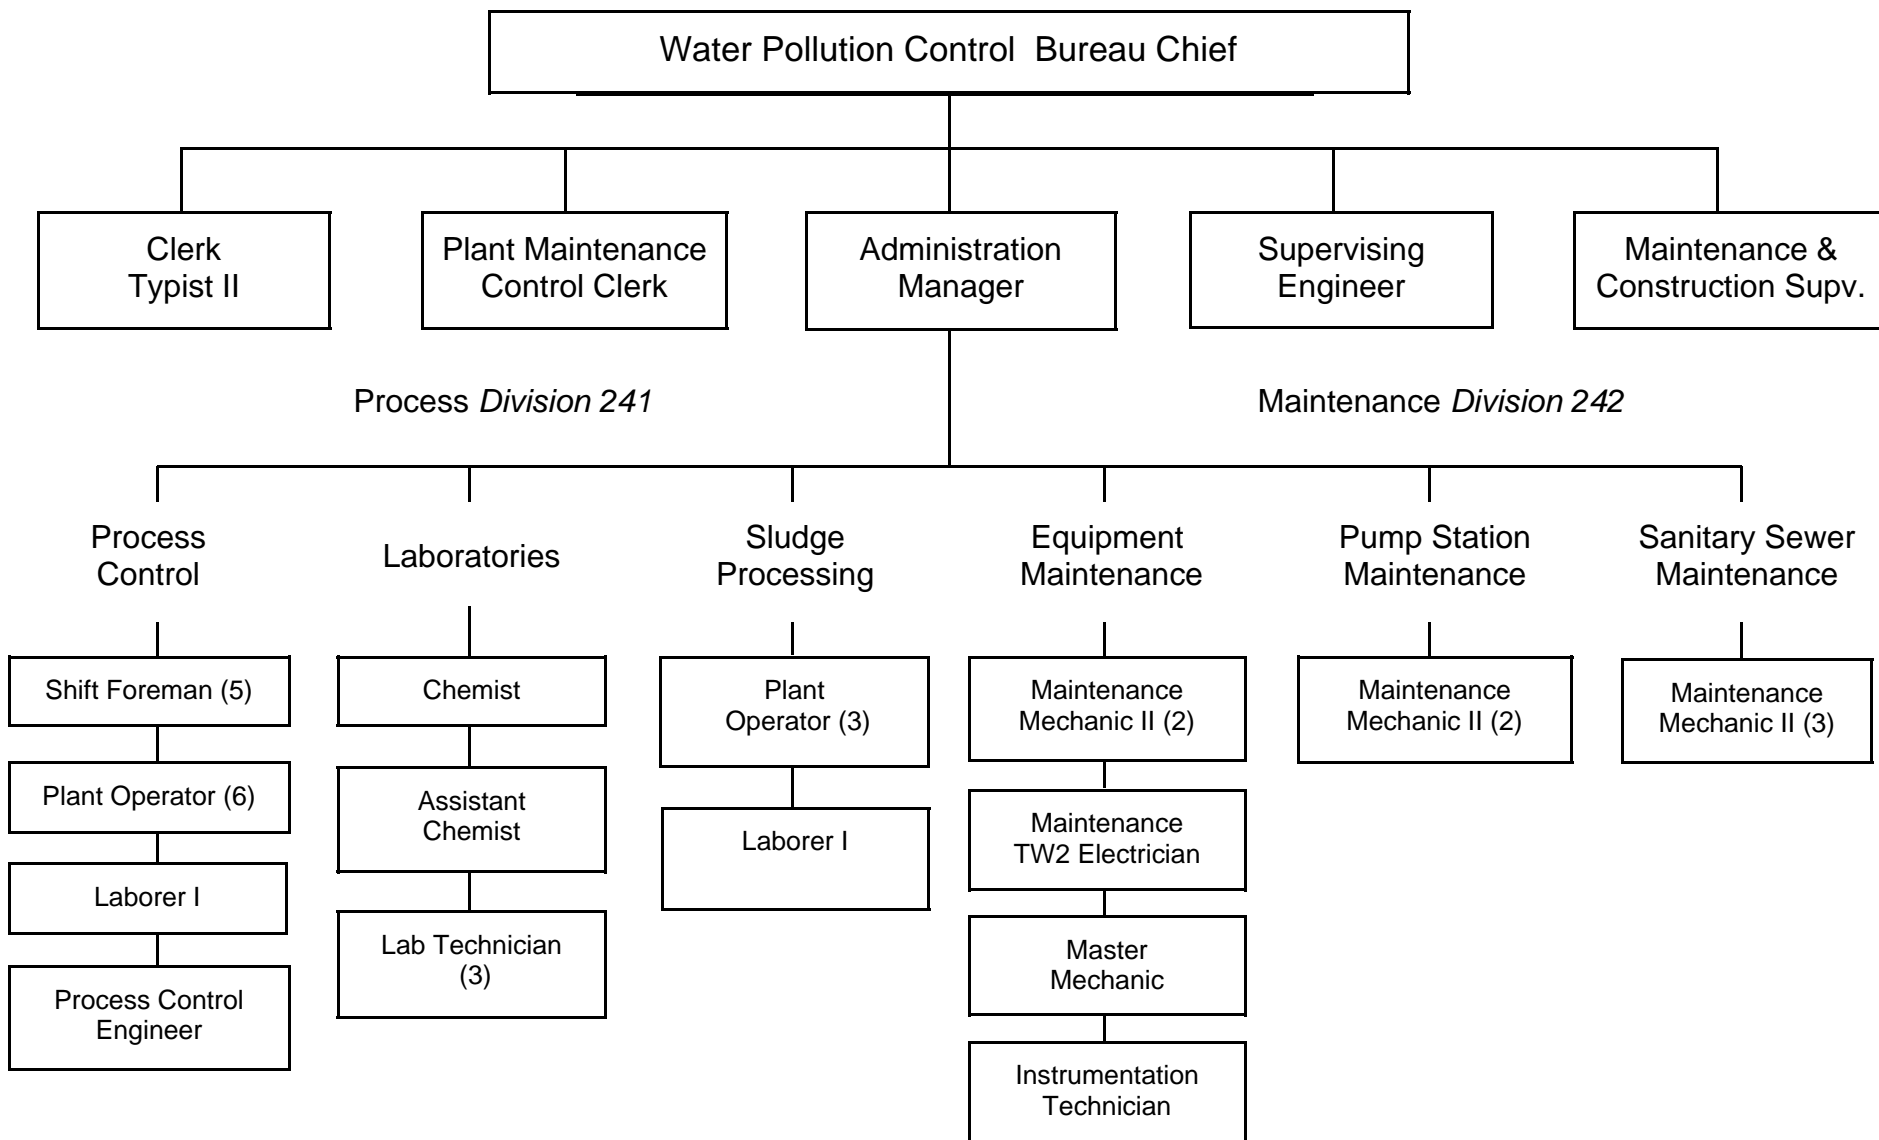 Water Pollution Control  Bureau Chief
Clerk
Typist II
Plant Maintenance
Control Clerk
Administration
Manager
Supervising
Engineer
Maintenance &
Construction Supv.
Process Division 241
Maintenance Division 242
Process
Control
Laboratories
Sludge
Processing
Equipment
Maintenance
Pump Station
Maintenance
Sanitary Sewer
Maintenance
Shift Foreman (5)
Plant Operator (6)
Laborer I
Process Control
Engineer
Chemist
Assistant
Chemist
Lab Technician
(3)
Plant
Operator (3)
Laborer I
Maintenance
Mechanic II (2)
Maintenance
TW2 Electrician
Master
Mechanic
Instrumentation
Technician
Maintenance
Mechanic II (2)
Maintenance
Mechanic II (3)